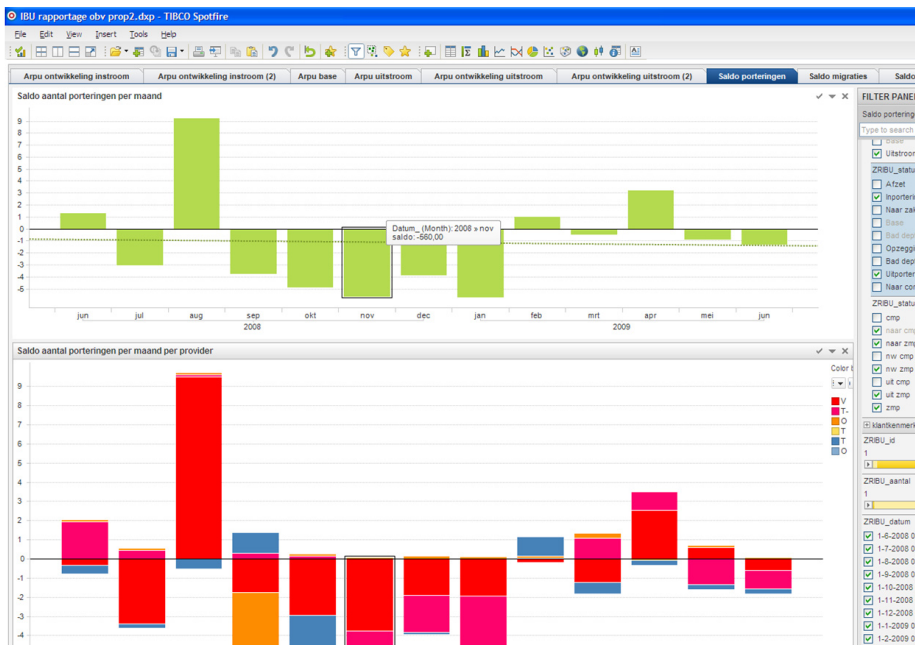 IBU rapportage obv prop2.dxp - TIBCO Spotfire
File Edit View Insert Tools Help
Arpu ontwikkeling instroom Arpu ontwikkeling instroom (2) Arpu base Arpu uitstroom Arpu ontwikkeling uitstroom Arpu ontwikkeling uitstroom (2) Saldo porteringen Saldo migraties Saldo
Saldo aantal porteringen per maand
9
8
7
6
5
4
3
2
1
0
-1
-2
-3
-4
-5
Datum_ (Month): 2008 » nov
saldo: -560,00
jun jul aug sep okt nov dec jan feb mrt apr mei jun
2008 2009
Saldo aantal porteringen per maand per provider
9
8
7
6
5
4
3
2
1
0
-1
-2
-3
-4
Color
V
T-
O
T
T
O
FILTER PANE
Saldo portering
Type to search
Base
Uitstroom
ZRIBU_statu
Afzet
Inporteri
Naar zak
Base
Bad dep
Opzeggi
Bad dep
Uitporter
Naar con
ZRIBU_statu
cmp
naar cmp
naar zmp
nw cmp
nw zmp
uit cmp
uit zmp
zmp
klantkenmerk
ZRIBU_id
1
ZRIBU_aantal
1
ZRIBU_datum
1-6-2008 0
1-7-2008 0
1-8-2008 0
1-9-2008 0
1-10-2008
1-11-2008
1-12-2008
1-1-2009 0
1-2-2009 0